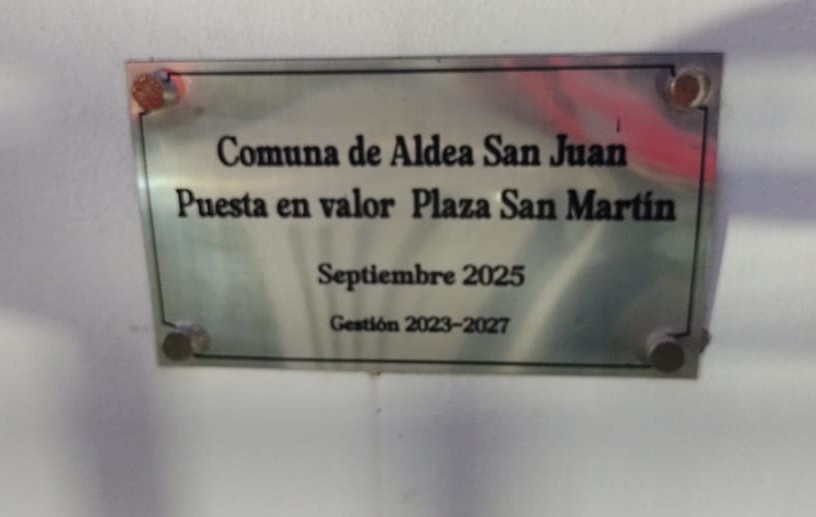 Comuna de Aldea San Juan
Puesta en valor Plaza San Martín
Septiembre 2025
Gestión 2023-2027